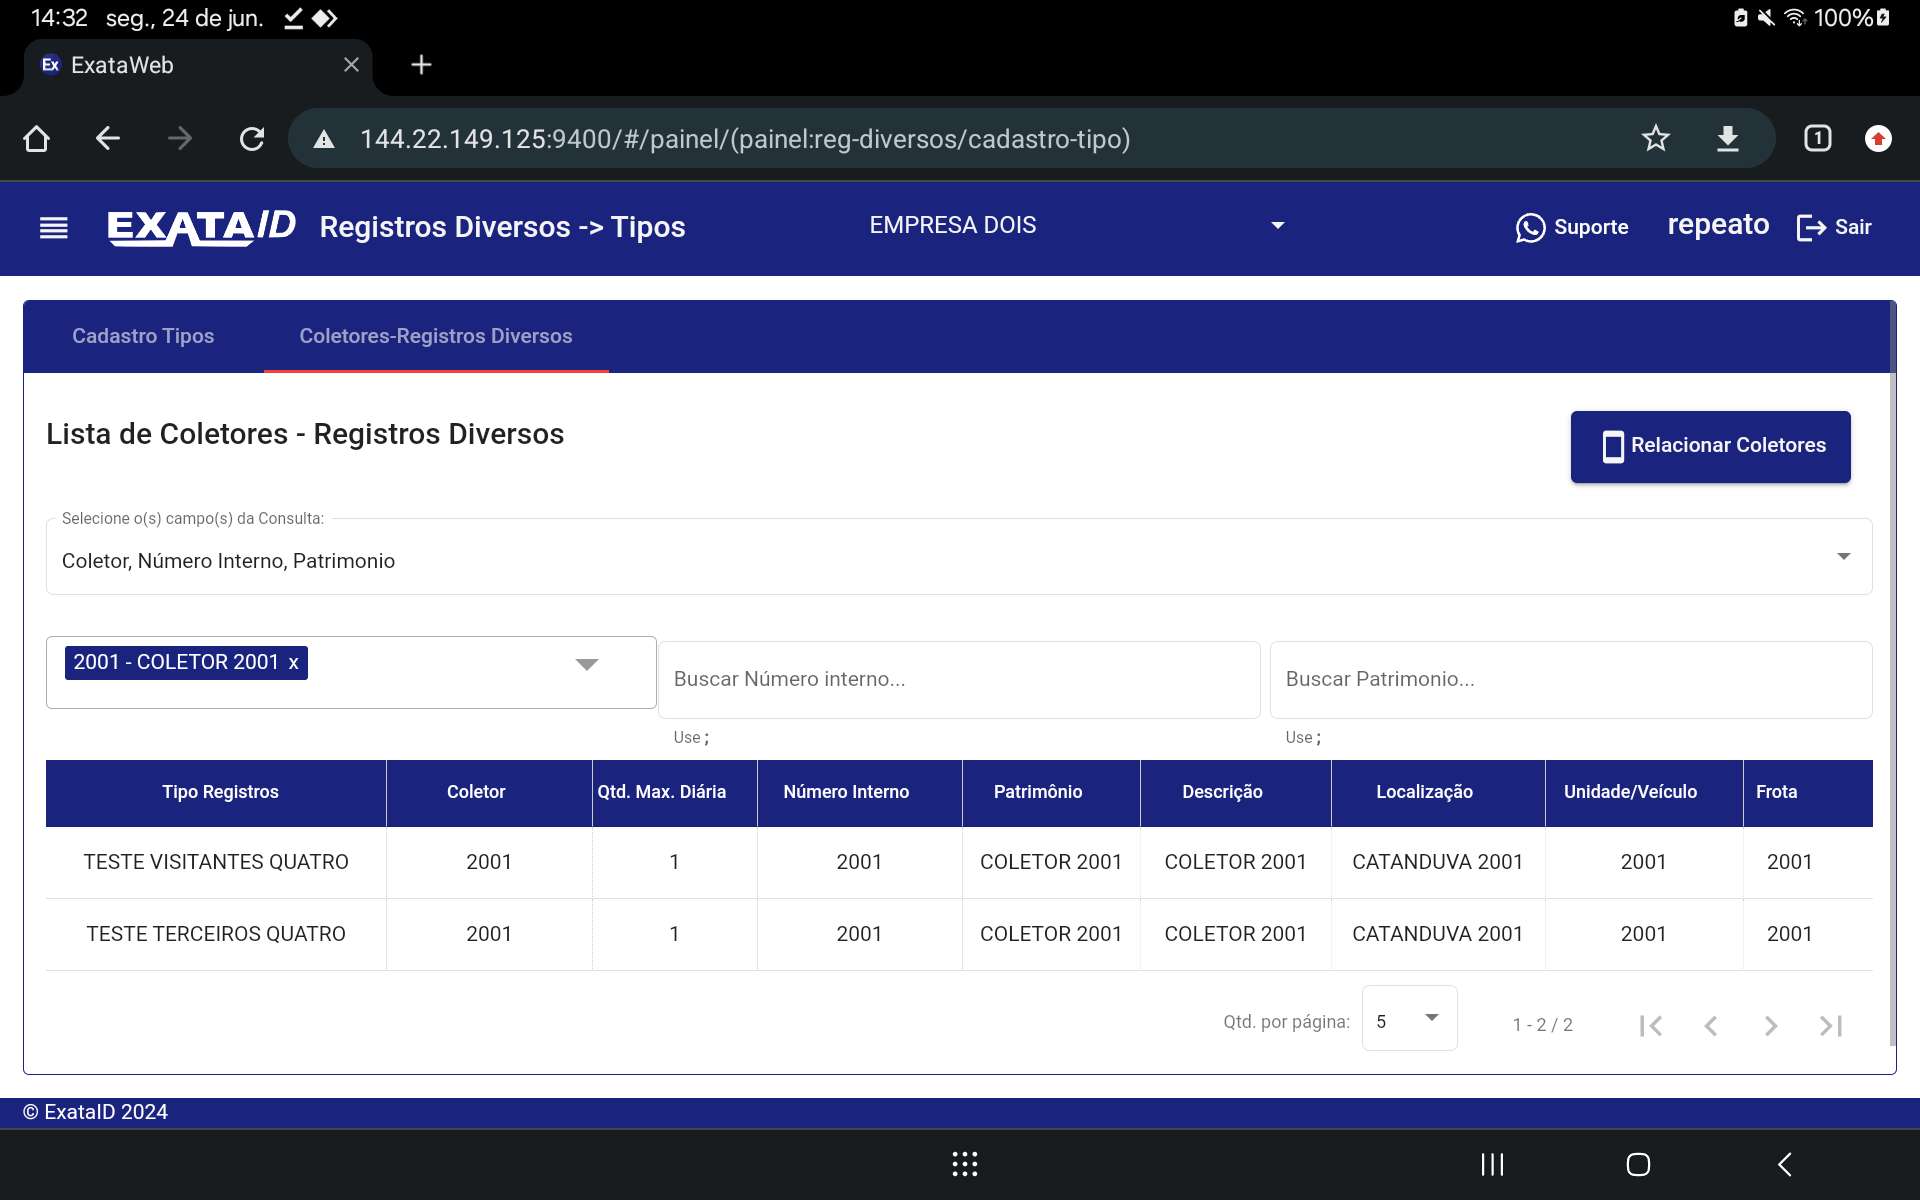 14:32 seg., 24 de jun. 100%
Ex ExataWeb
144.22.149.125:9400/#/painel/(painel:reg-diversos/cadastro-tipo) 1
EXATAID Registros Diversos -> Tipos EMPRESA DOIS Suporte repeato Sair
Cadastro Tipos Coletores-Registros Diversos
Lista de Coletores - Registros Diversos Relacionar Coletores
Selecione o(s) campo(s) da Consulta:
Coletor, Número Interno, Patrimonio
2001 - COLETOR 2001 x Buscar Número interno... Buscar Patrimonio...
Use ; Use ;
Tipo Registros Coletor Qtd. Max. Diária Número Interno Patrimônio Descrição Localização Unidade/Veículo Frota
TESTE VISITANTES QUATRO 2001 1 2001 COLETOR 2001 COLETOR 2001 CATANDUVA 2001 2001 2001
TESTE TERCEIROS QUATRO 2001 1 2001 COLETOR 2001 COLETOR 2001 CATANDUVA 2001 2001 2001
Qtd. por página: 5 1 - 2 / 2
© ExataID 2024